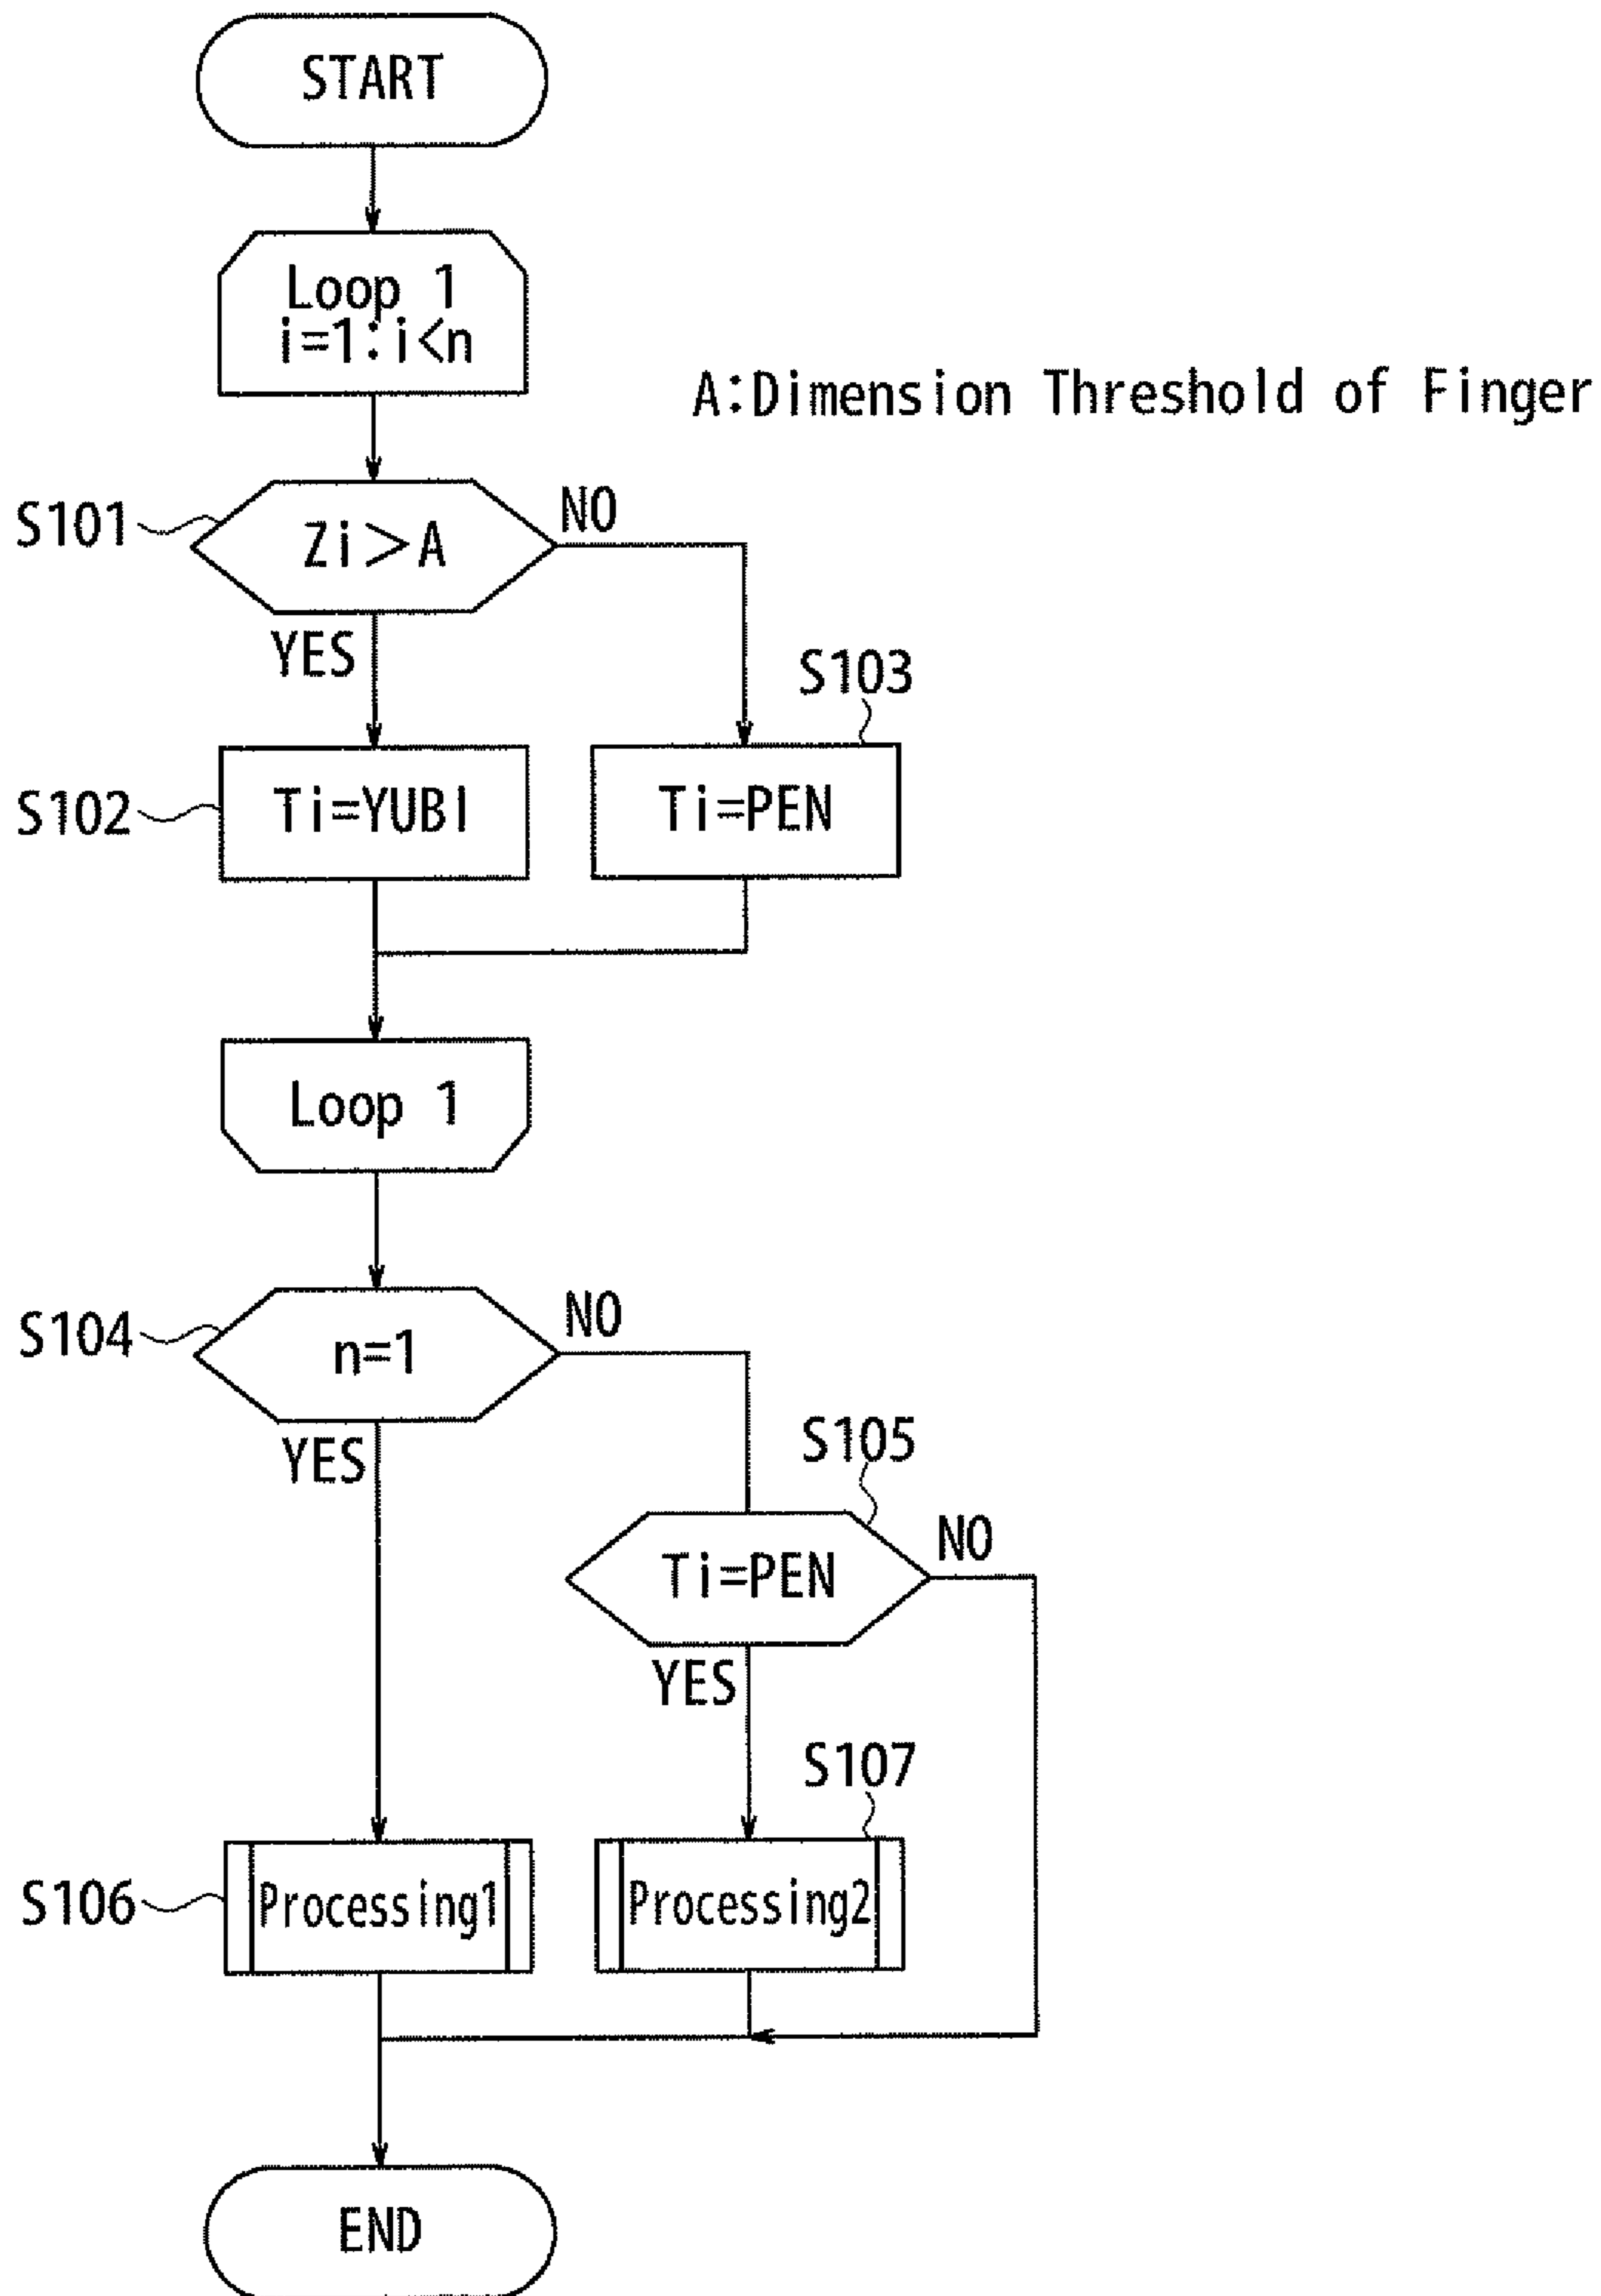 START
Loop 1
i=1:i<n
A:Dimension Threshold of Finger
S101
Zi>A
NO
YES
S103
S102
Ti=YUBI
Ti=PEN
Loop 1
S104
n=1
NO
YES
S105
Ti=PEN
NO
YES
S107
S106
Processing1
Processing2
END